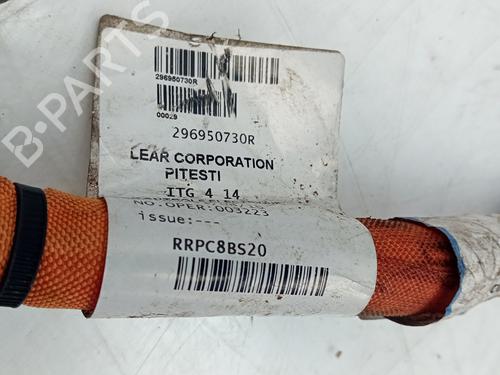 296950730R
00029
296950730R
LEAR CORPORATION
PITESTI
ITG 4 14
NO.OPER:003223
issue:---
RRPC8BS20
B-PARTS